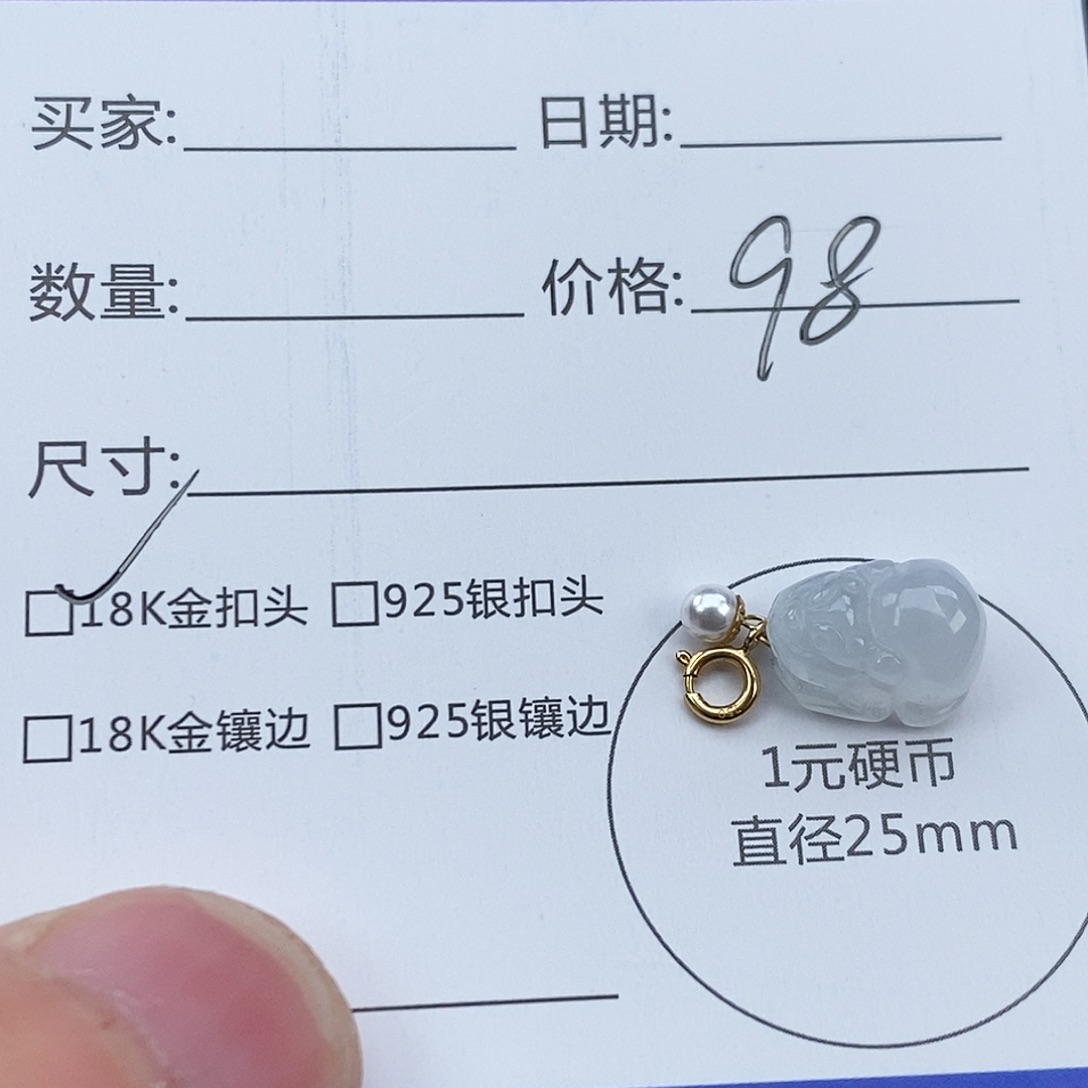 买家: 日期:
数量: 价格: 98
尺寸:
□18K金扣头 □925银扣头
□18K金镶边 □925银镶边
1元硬币
直径25mm